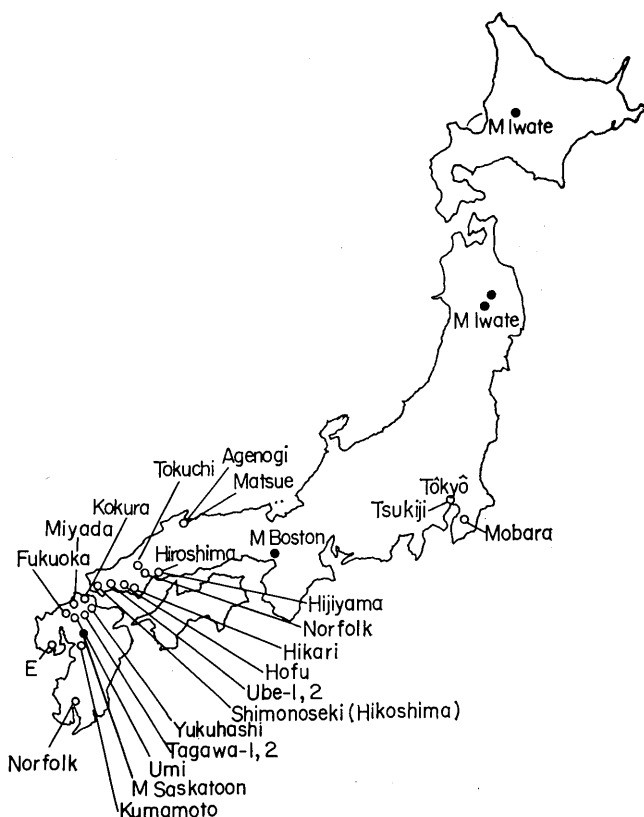 M Iwate
M Iwate
Agenogi
Tokuchi
Matsue
Tôkyô
Kokura
Tsukiji
Miyada
Mobara
M Boston
Fukuoka
Hiroshima
Hijiyama
Norfolk
Hikari
E
Hofu
Ube-1, 2
Shimonoseki (Hikoshima)
Yukuhashi
Tagawa-1, 2
Norfolk
Umi
M Saskatoon
Kumamoto